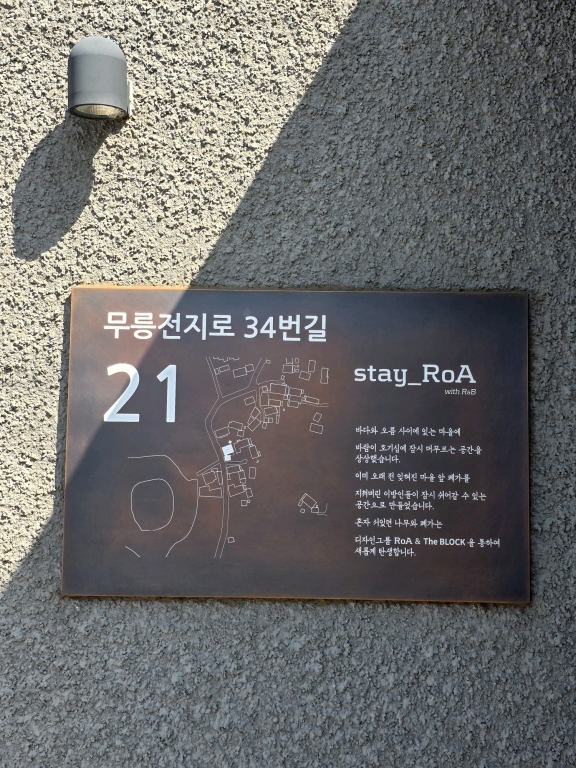 무릉전지로 34번길
21
stay_RoA
with R&B
바다와 오름 사이에 있는 마을에
바람이 호기심에 잠시 머무르는 공간을
상상했습니다.
이미 오래 전 잊혀진 마을 앞 폐가를
지쳐버린 이방인들이 잠시 쉬어갈 수 있는
공간으로 만들었습니다.
혼자 서있던 나무와 폐가는
디자인그룹 RoA & The BLOCK 을 통하여
새롭게 탄생합니다.